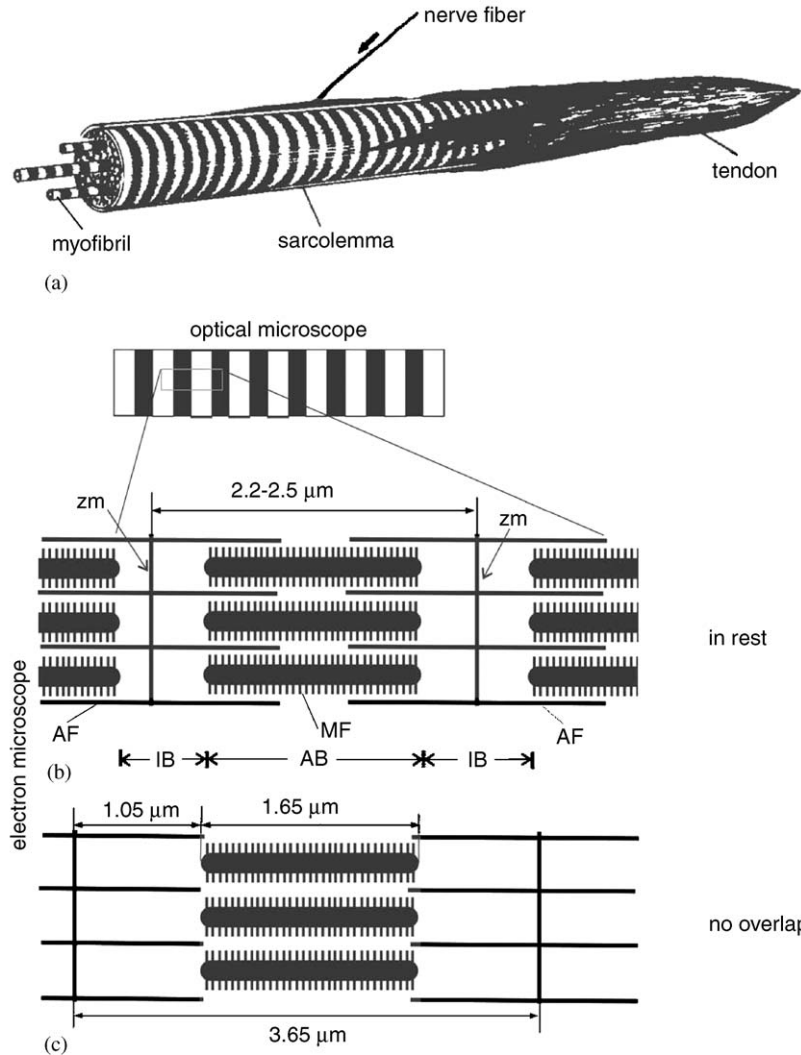 nerve fiber
tendon
sarcolemma
myofibril
(a)
optical microscope
2.2-2.5 μm
zm
zm
in rest
AF
MF
AF
IB
AB
IB
(b)
electron microscope
1.05 μm
1.65 μm
no overlap
3.65 μm
(c)